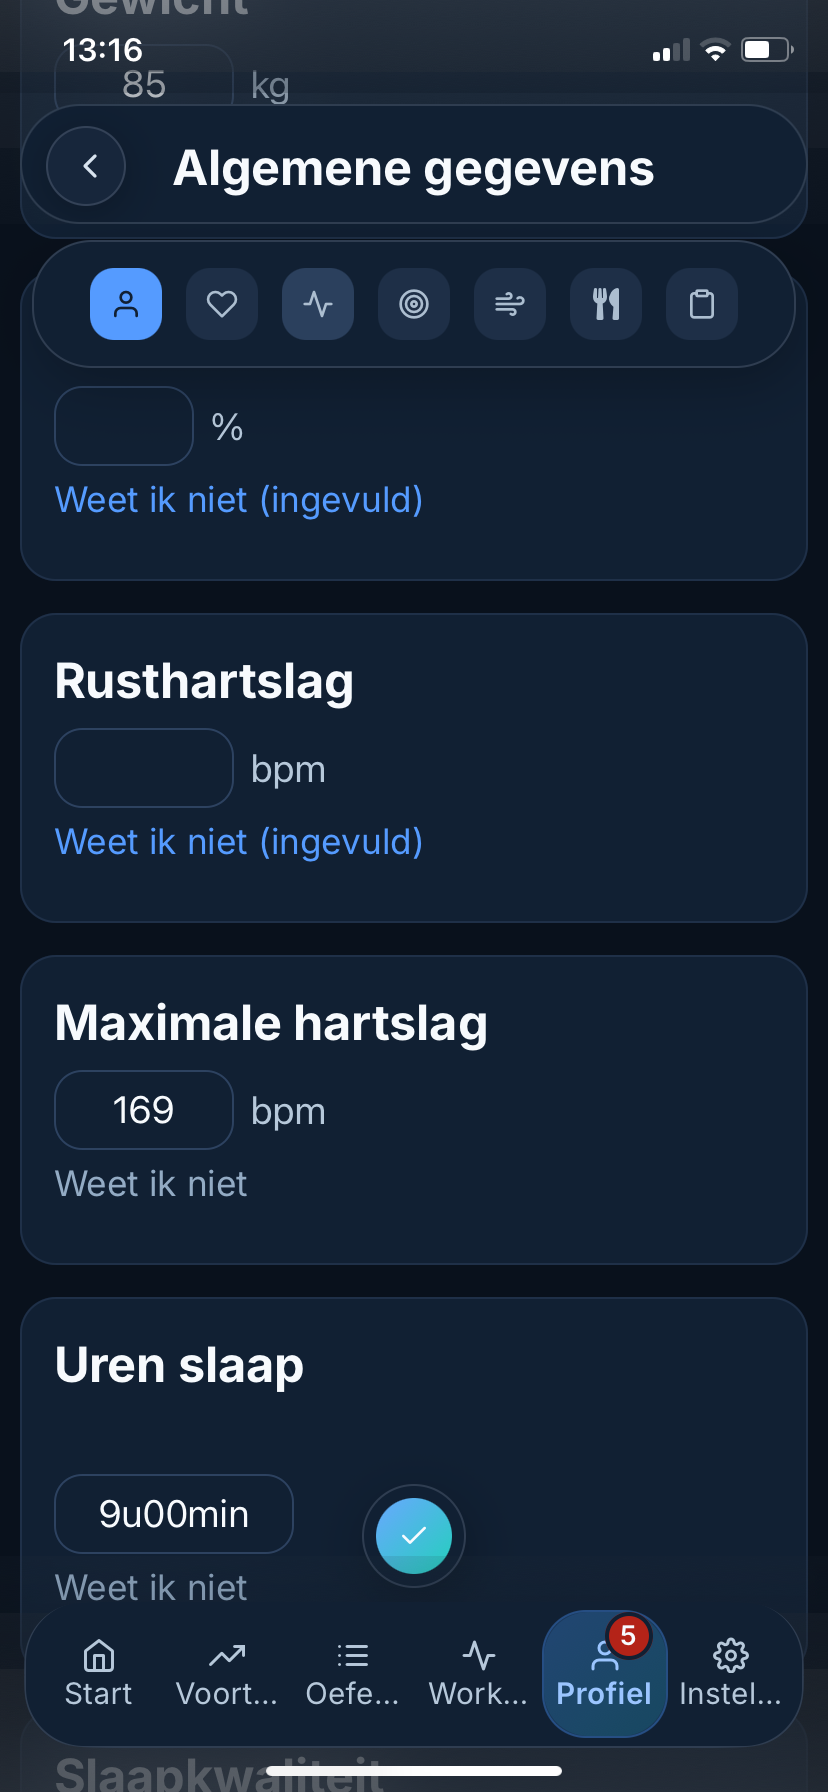 Gewicht
13:16
85 kg
Algemene gegevens
%
Weet ik niet (ingevuld)
Rusthartslag
bpm
Weet ik niet (ingevuld)
Maximale hartslag
169 bpm
Weet ik niet
Uren slaap
9u00min
Weet ik niet
5
Start Voort... Oefe... Work... Profiel Instel...
Slaapkwaliteit